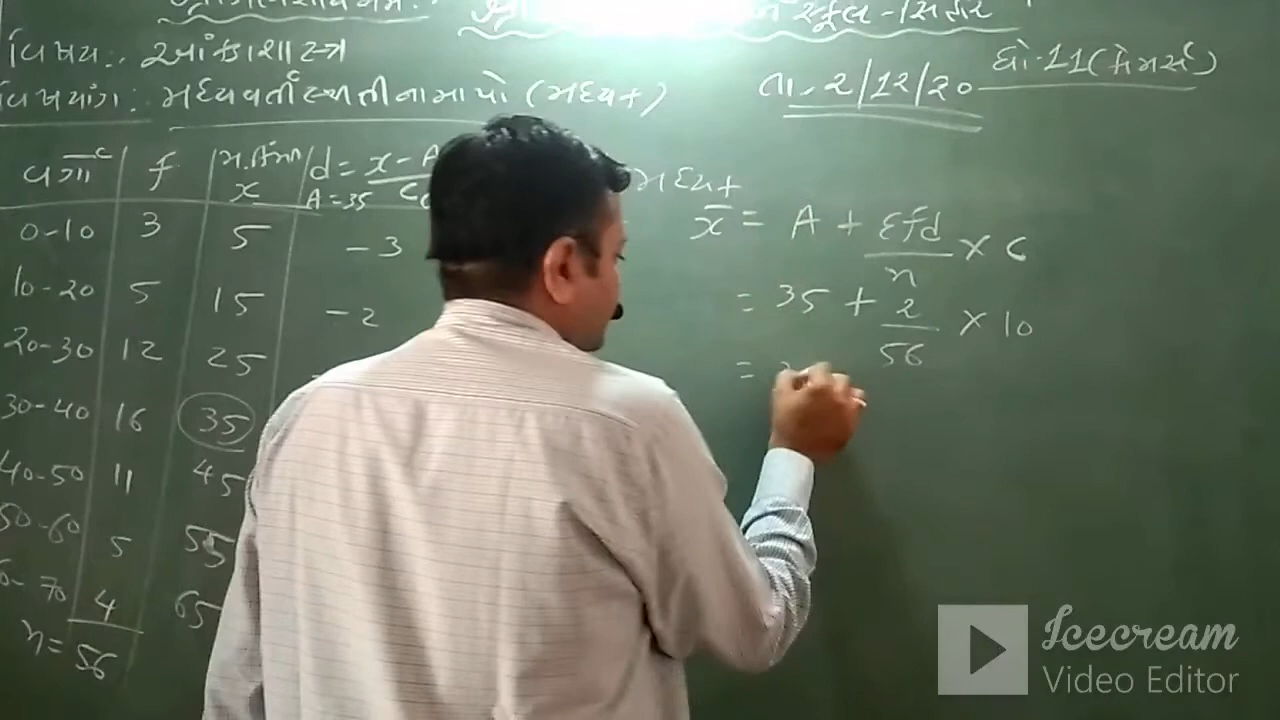 વિષય: આંકડાશાસ્ત્ર
ધો-11 (કોમર્સ)
વિષયાંગ: મધ્યવર્તી સ્થિતીના માપો (મધ્યક)
તા. 2/12/20
વર્ગ c f x d = x - A
A = 35
0-10 3 5 -3
10-20 5 15 -2
20-30 12 25
30-40 16 35
40-50 11 45
50-60 5 55
- 70 4 65
n = 56
મધ્યક
x̄ = A + Σfd/n × c
= 35 + 2/56 × 10
=
Icecream
Video Editor